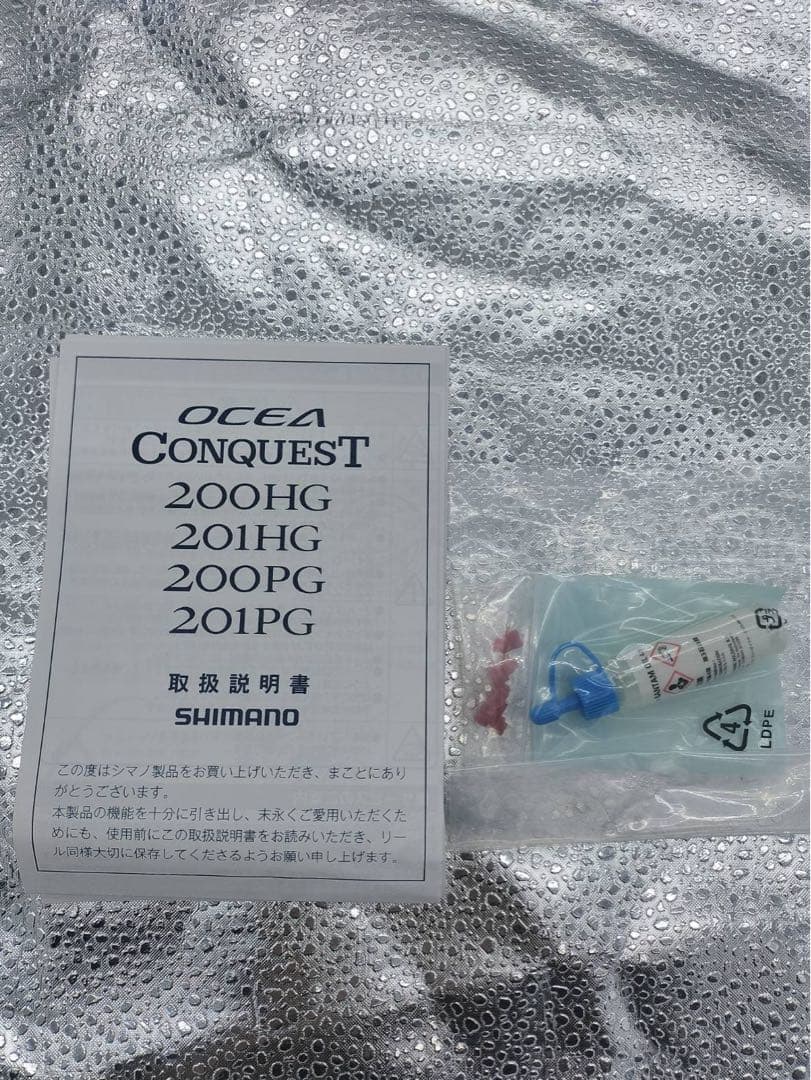 OCEA
CONQUEST
200HG
201HG
200PG
201PG
取扱説明書
SHIMANO
この度はシマノ製品をお買い上げいただき、まことにあり
がとうございます。
本製品の機能を十分に引き出し、末永くご愛用いただくた
めにも、使用前にこの取扱説明書をお読みいただき、リー
ル同様大切に保存してくださるようお願い申し上げます。
4
LDPE